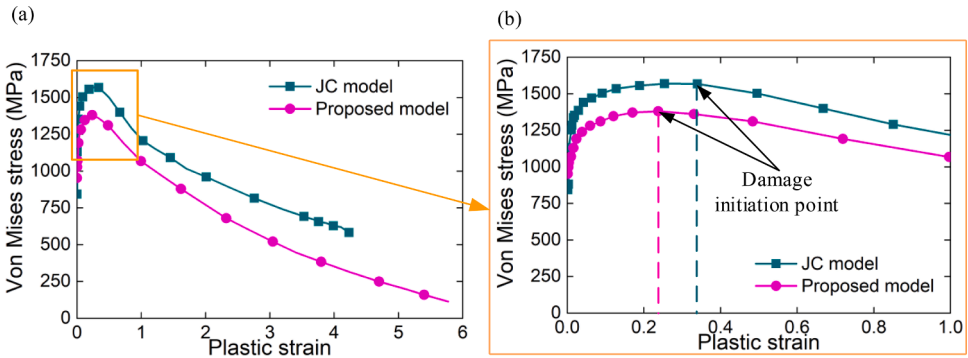 (a)
Von Mises stress (MPa)
1750
1500
1250
1000
750
500
250
0
0 1 2 3 4 5 6
Plastic strain
JC model
Proposed model
(b)
Von Mises stress (MPa)
1750
1500
1250
1000
750
500
250
0
0.0 0.2 0.4 0.6 0.8 1.0
Plastic strain
Damage
initiation point
JC model
Proposed model